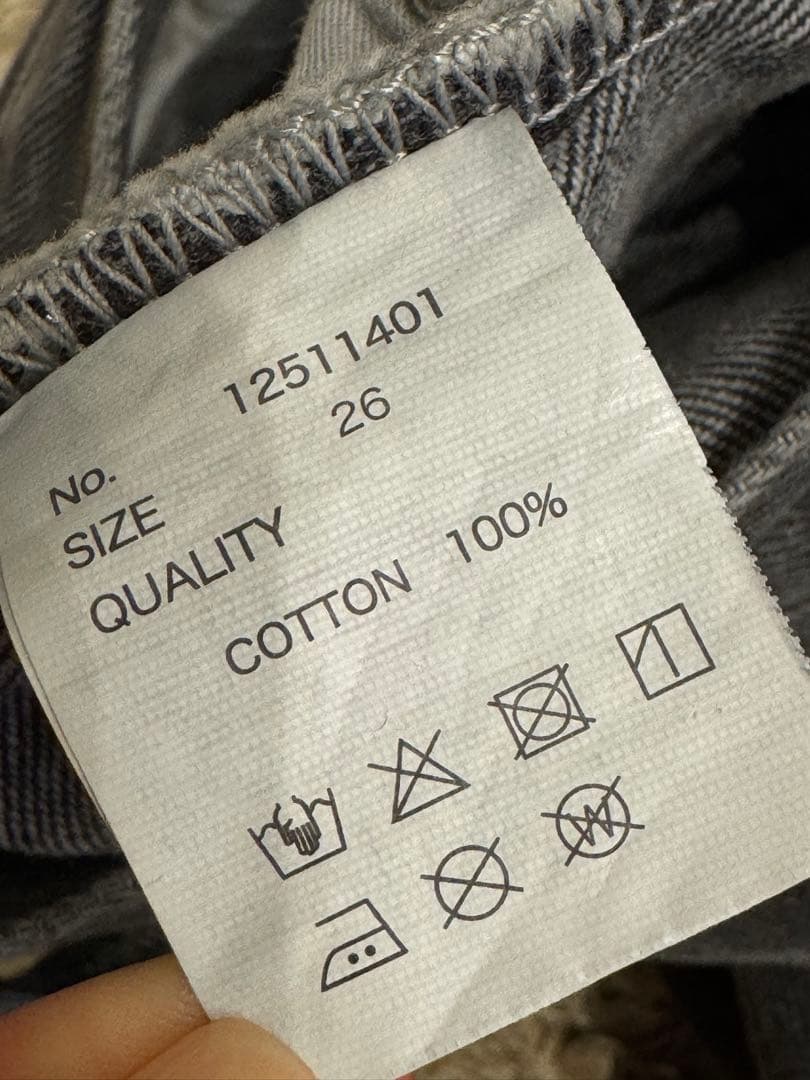 No. 12511401
SIZE 26
QUALITY
COTTON 100%